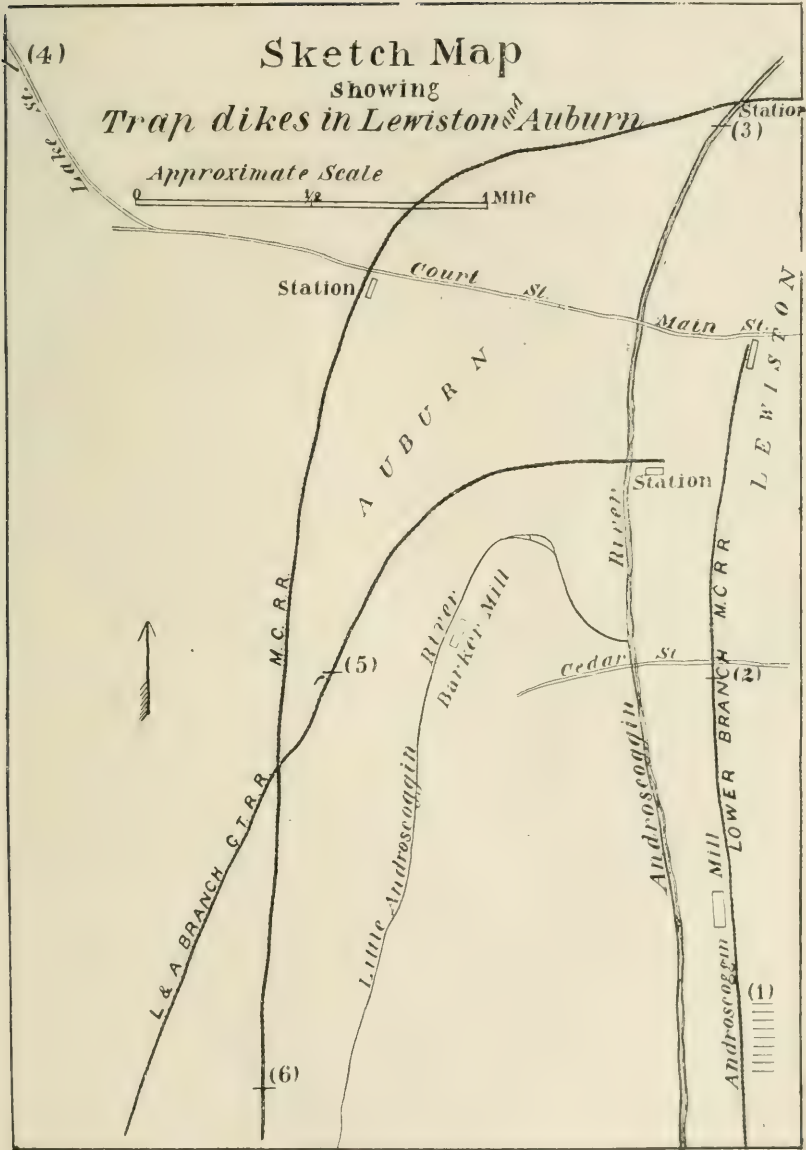 Sketch Map
showing
Trap dikes in Lewiston and Auburn
(4)
Lake St.
Approximate Scale
0 1/2 1 Mile
Station
(3)
Court St.
Station
Main St.
LEWISTON
AUBURN
Station
River
River
Barker Mill
M.C. R.R.
(5)
Cedar St
(2)
LOWER BRANCH M.C R R
Androscoggin
Little Androscoggin
L & A BRANCH G.T. R.R.
Androscoggin Mill
(1)
(6)